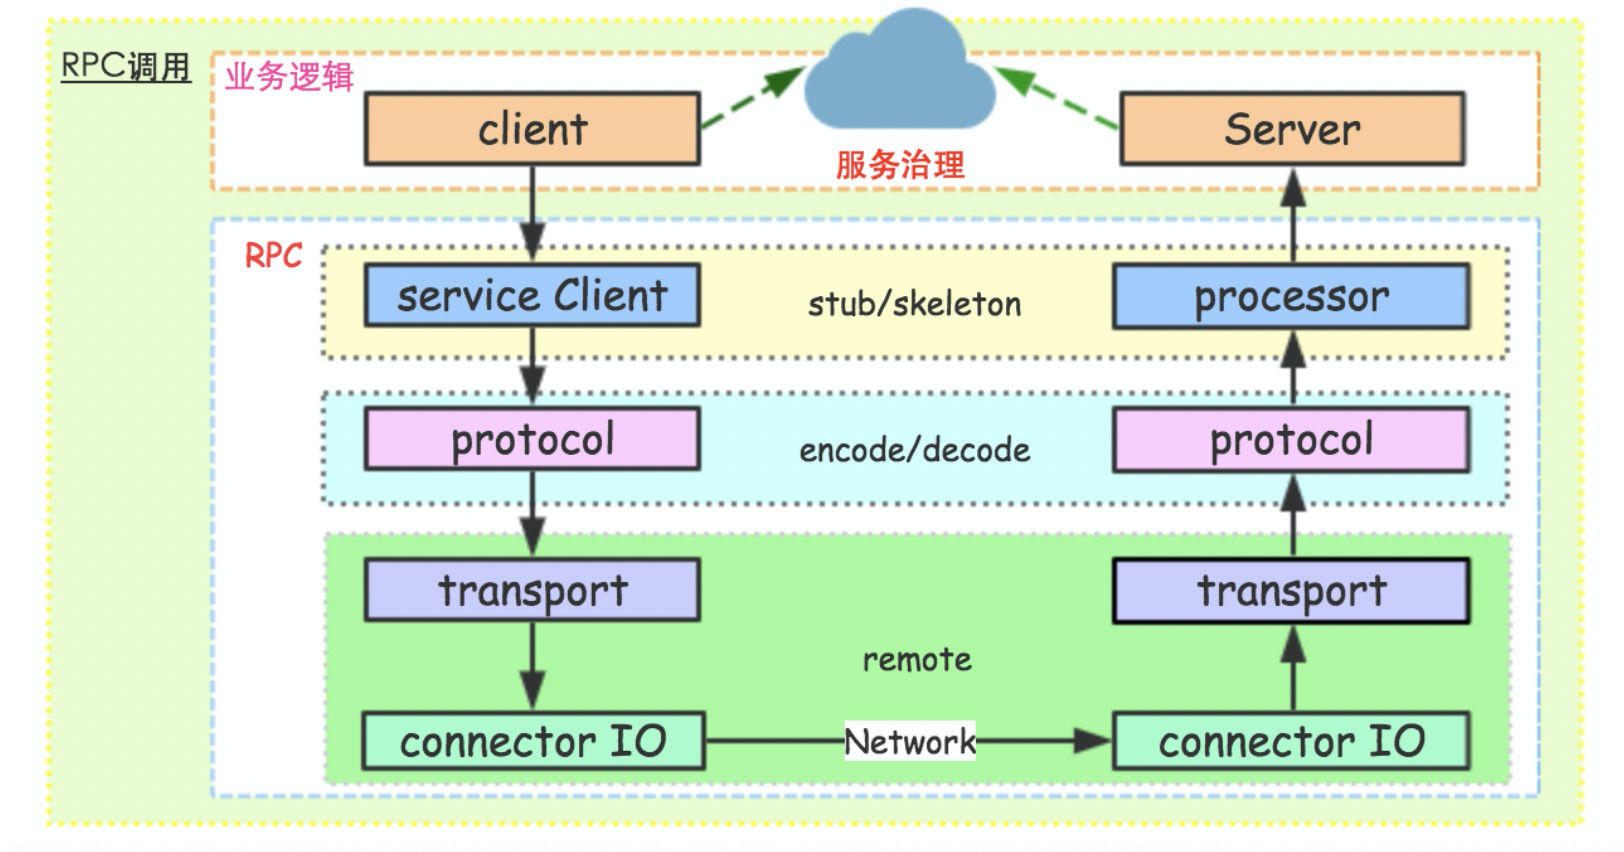 RPC调用
业务逻辑
client
Server
服务治理
RPC
service Client
stub/skeleton
processor
protocol
encode/decode
protocol
transport
transport
remote
connector IO
Network
connector IO